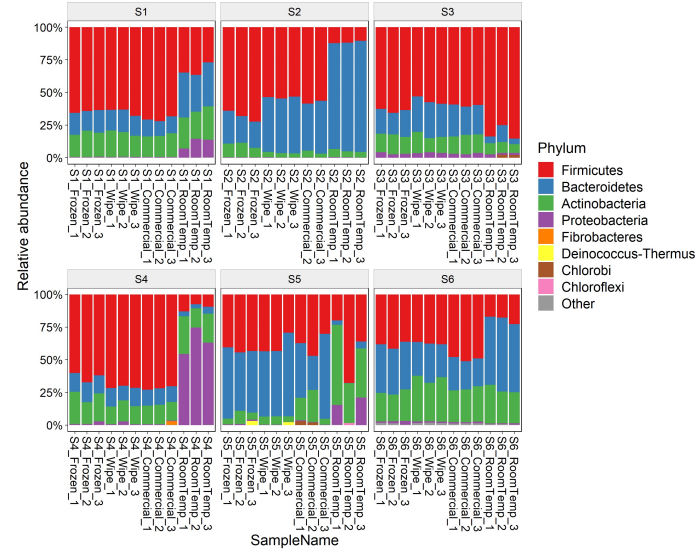 S1 S2 S3
100%
75%
50%
25%
0%
S1_Frozen_1
S1_Frozen_2
S1_Frozen_3
S1_Wipe_1
S1_Wipe_2
S1_Wipe_3
S1_Commercial_1
S1_Commercial_2
S1_Commercial_3
S1_RoomTemp_1
S1_RoomTemp_2
S1_RoomTemp_3
S2_Frozen_1
S2_Frozen_2
S2_Frozen_3
S2_Wipe_1
S2_Wipe_2
S2_Wipe_3
S2_Commercial_1
S2_Commercial_2
S2_Commercial_3
S2_RoomTemp_1
S2_RoomTemp_2
S2_RoomTemp_3
S3_Frozen_1
S3_Frozen_2
S3_Frozen_3
S3_Wipe_1
S3_Wipe_2
S3_Wipe_3
S3_Commercial_1
S3_Commercial_2
S3_Commercial_3
S3_RoomTemp_1
S3_RoomTemp_2
S3_RoomTemp_3
Relative abundance
S4 S5 S6
100%
75%
50%
25%
0%
S4_Frozen_1
S4_Frozen_2
S4_Frozen_3
S4_Wipe_1
S4_Wipe_2
S4_Wipe_3
S4_Commercial_1
S4_Commercial_2
S4_Commercial_3
S4_RoomTemp_1
S4_RoomTemp_2
S4_RoomTemp_3
S5_Frozen_1
S5_Frozen_2
S5_Frozen_3
S5_Wipe_1
S5_Wipe_2
S5_Wipe_3
S5_Commercial_1
S5_Commercial_2
S5_Commercial_3
S5_RoomTemp_1
S5_RoomTemp_2
S5_RoomTemp_3
S6_Frozen_1
S6_Frozen_2
S6_Frozen_3
S6_Wipe_1
S6_Wipe_2
S6_Wipe_3
S6_Commercial_1
S6_Commercial_2
S6_Commercial_3
S6_RoomTemp_1
S6_RoomTemp_2
S6_RoomTemp_3
SampleName
Phylum
Firmicutes
Bacteroidetes
Actinobacteria
Proteobacteria
Fibrobacteres
Deinococcus-Thermus
Chlorobi
Chloroflexi
Other